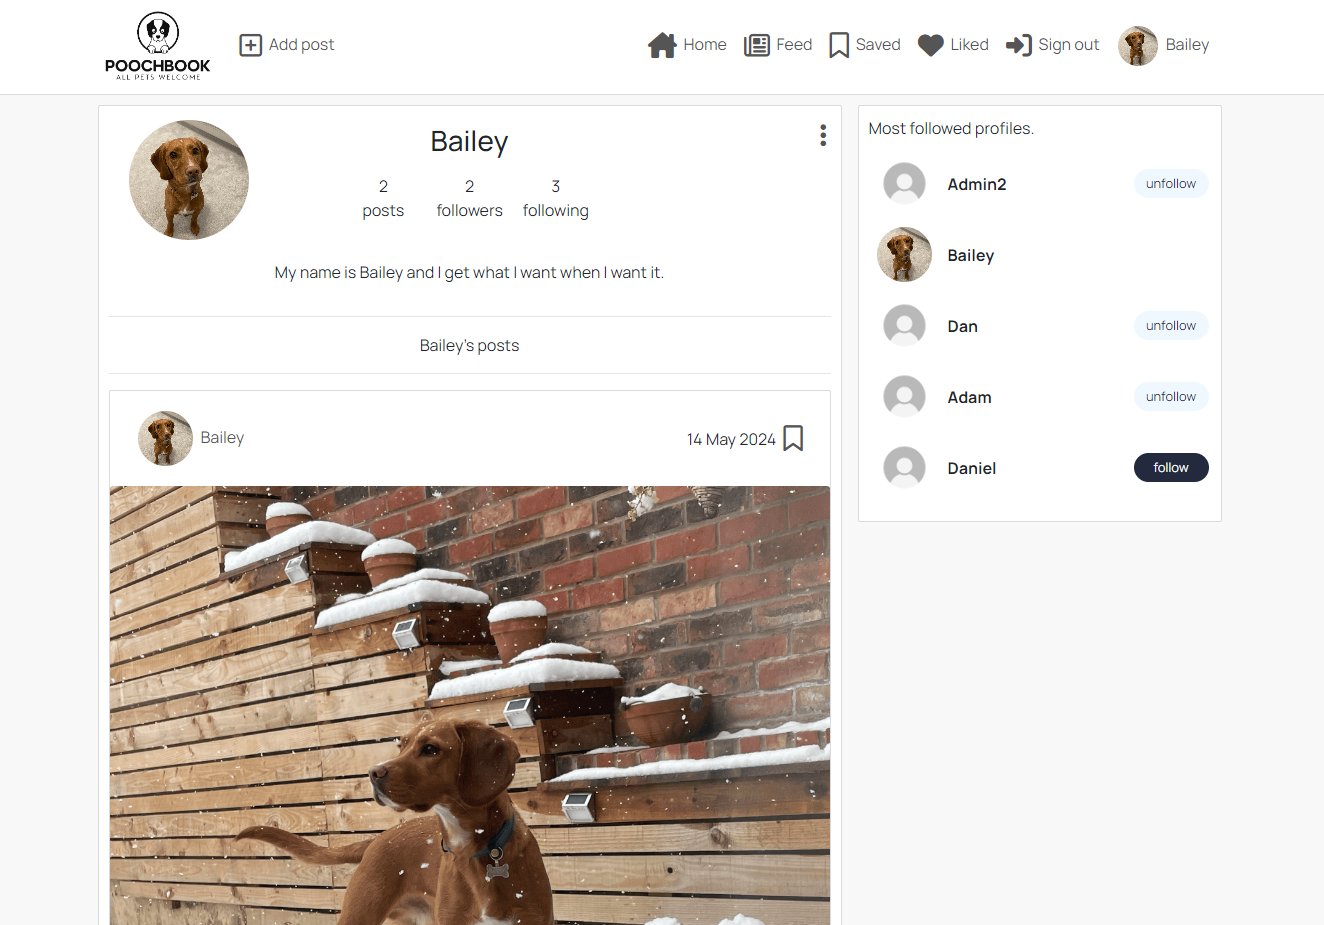 POOCHBOOK
ALL PETS WELCOME
Add post
Home
Feed
Saved
Liked
Sign out
Bailey
Bailey
2 posts
2 followers
3 following
My name is Bailey and I get what I want when I want it.
Bailey's posts
Bailey
14 May 2024
Most followed profiles.
Admin2
unfollow
Bailey
Dan
unfollow
Adam
unfollow
Daniel
follow